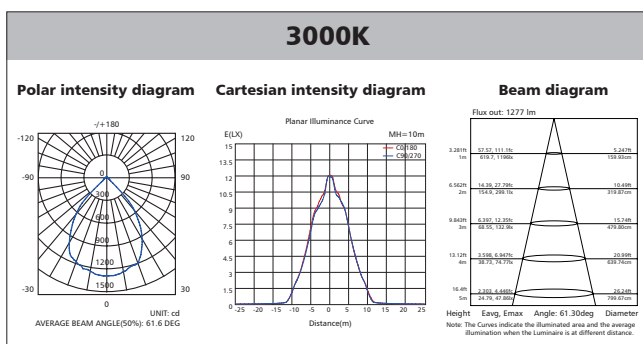 3000K
Polar intensity diagram
-/+180
-120
120
-90
90
0
300
600
900
1200
1500
-30
30
0
UNIT: cd
AVERAGE BEAM ANGLE(50%): 61.6 DEG
Cartesian intensity diagram
Planar Illuminance Curve
E(LX)
MH=10m
C0/180
C90/270
15
13.5
12
10.5
9
7.5
6
4.5
3
1.5
0
-25 -20 -15 -10 -5 0 5 10 15 20 25
Distance(m)
Beam diagram
Flux out: 1277 lm
3.281ft 57.57, 111.1fc 5.247ft
1m 619.7, 1196lx 159.93cm
6.562ft 14.39, 27.79fc 10.49ft
2m 154.9, 299.1lx 319.87cm
9.843ft 6.397, 12.35fc 15.74ft
3m 68.55, 132.9lx 479.80cm
13.12ft 3.598, 6.947fc 20.99ft
4m 38.73, 74.77lx 639.74cm
16.4ft 2.303, 4.446fc 26.24ft
5m 24.79, 47.86lx 799.67cm
Height Eavg, Emax Angle: 61.30deg Diameter
Note: The Curves indicate the illuminated area and the average
illumination when the Luminaire is at different distance.